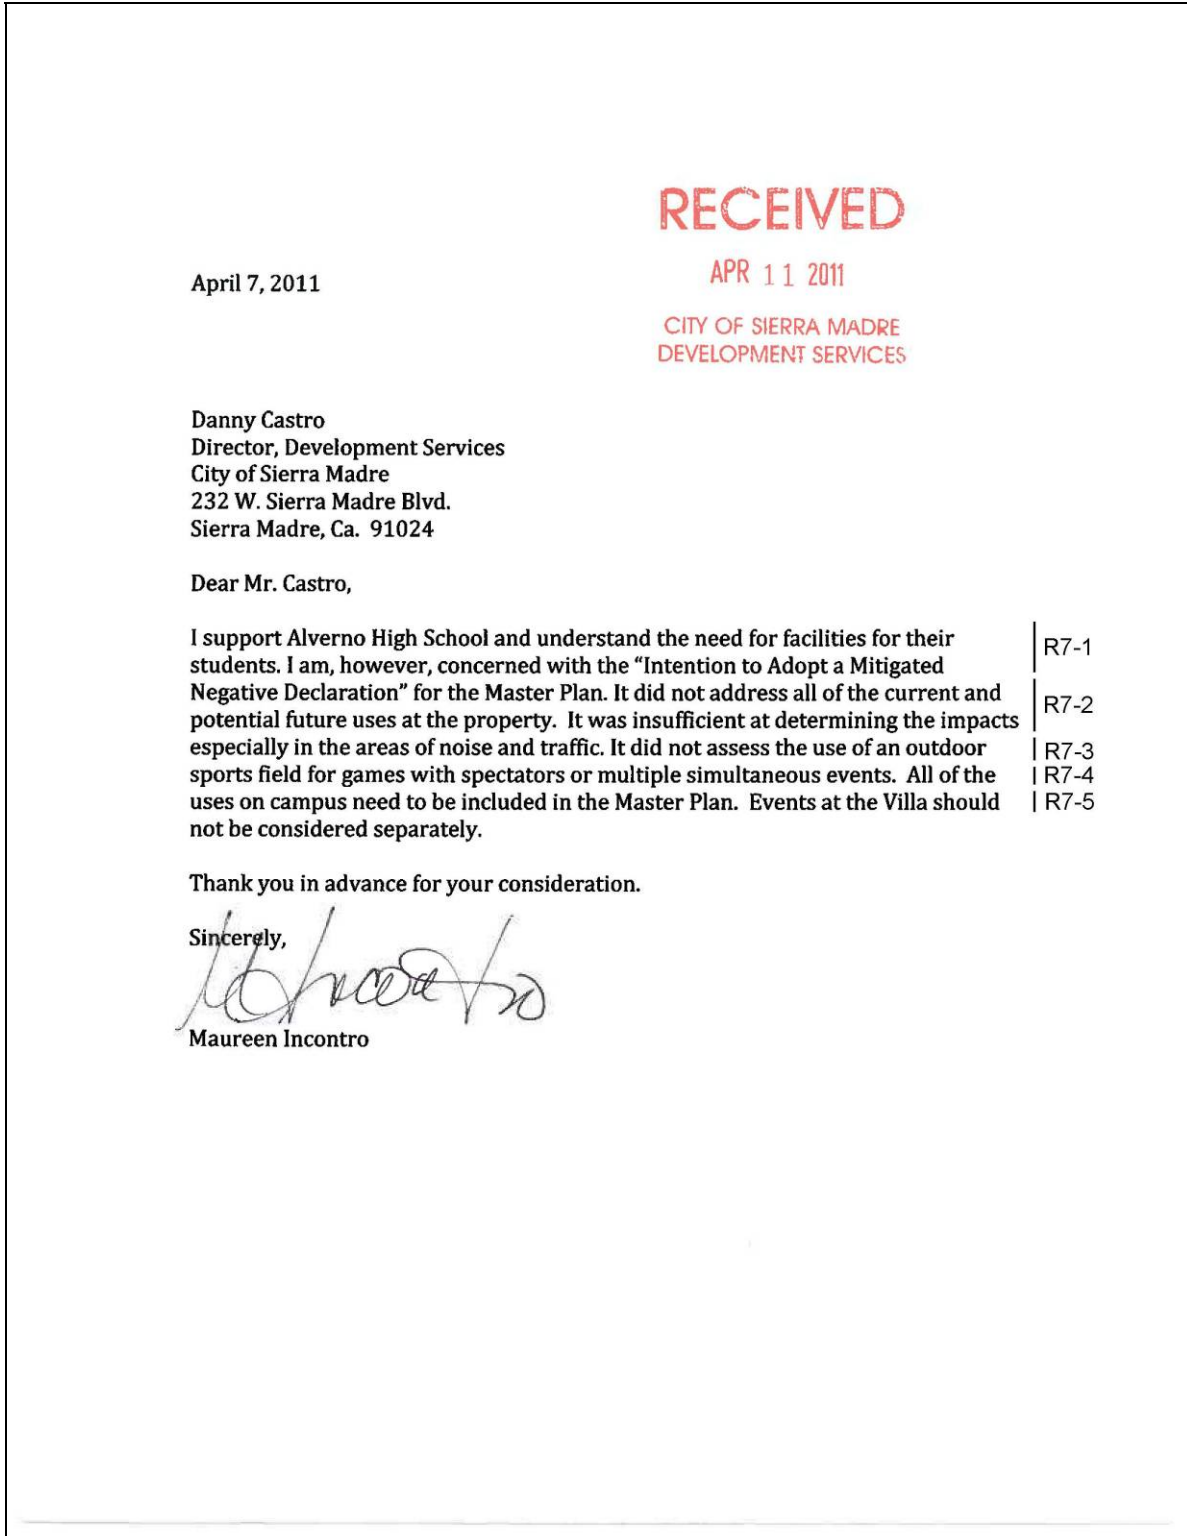 RECEIVED
APR 11 2011
CITY OF SIERRA MADRE
DEVELOPMENT SERVICES
April 7, 2011
Danny Castro
Director, Development Services
City of Sierra Madre
232 W. Sierra Madre Blvd.
Sierra Madre, Ca. 91024
Dear Mr. Castro,
I support Alverno High School and understand the need for facilities for their
students. I am, however, concerned with the “Intention to Adopt a Mitigated
Negative Declaration” for the Master Plan. It did not address all of the current and
potential future uses at the property. It was insufficient at determining the impacts
especially in the areas of noise and traffic. It did not assess the use of an outdoor
sports field for games with spectators or multiple simultaneous events. All of the
uses on campus need to be included in the Master Plan. Events at the Villa should
not be considered separately.
R7-1
R7-2
R7-3
R7-4
R7-5
Thank you in advance for your consideration.
Sincerely,
M Incontro
Maureen Incontro